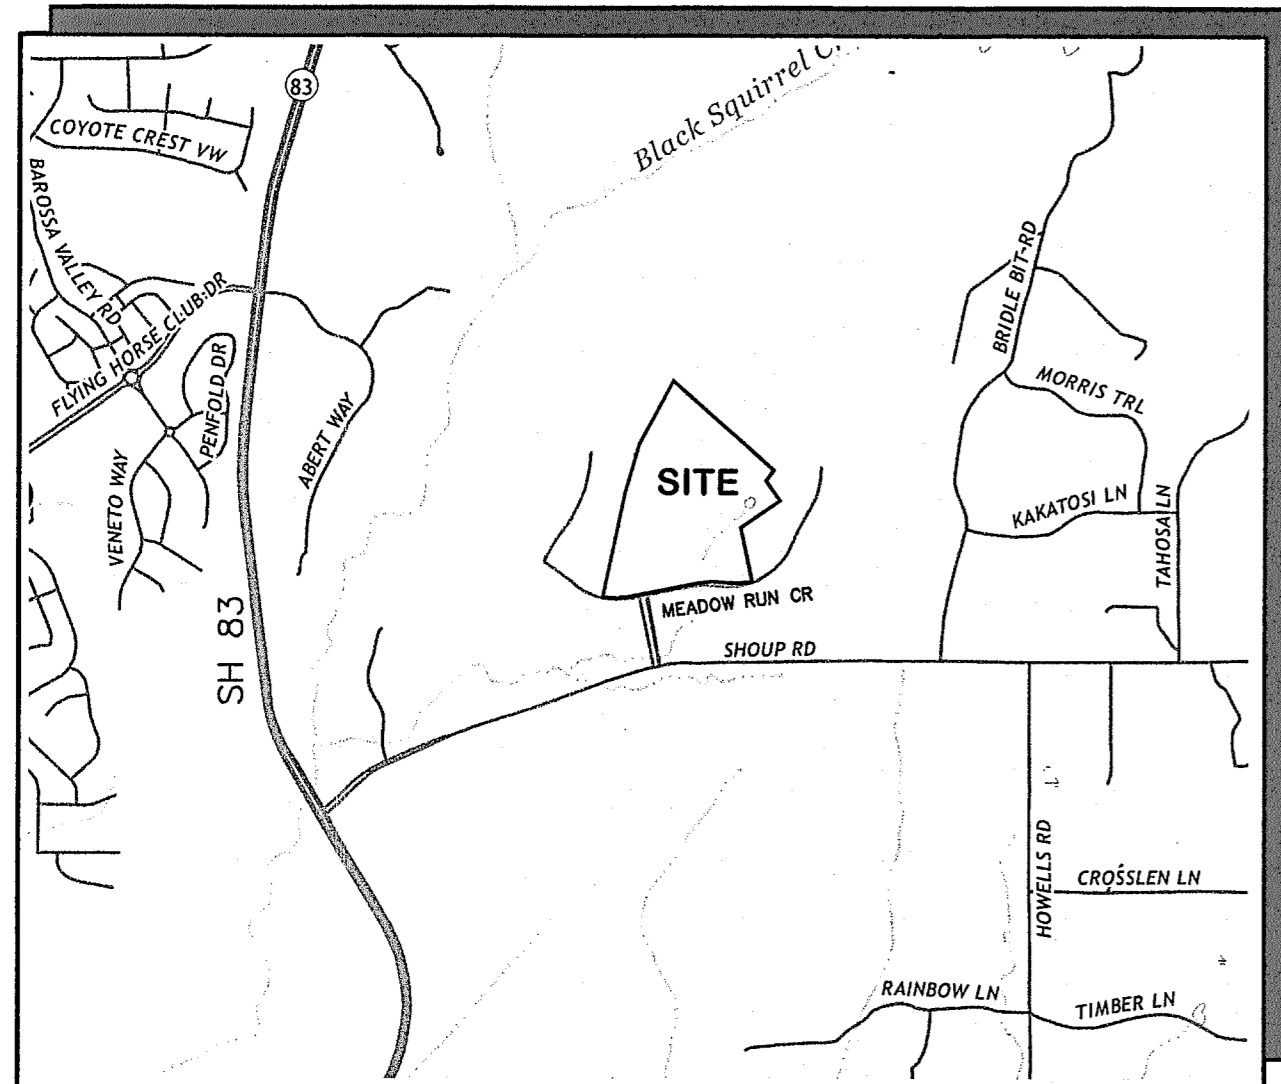 83
Black Squirrel
COYOTE CREST VW
BAROSSA VALLEY RD
FLYING HORSE CLUB DR
PENFOLD DR
VENETO WAY
ABERT WAY
SH 83
SITE
MEADOW RUN CR
SHOUP RD
BRIDLE BIT RD
MORRIS TRL
KAKATOSI LN
TAHOSA LN
HOWELLS RD
CROSSLEN LN
RAINBOW LN
TIMBER LN